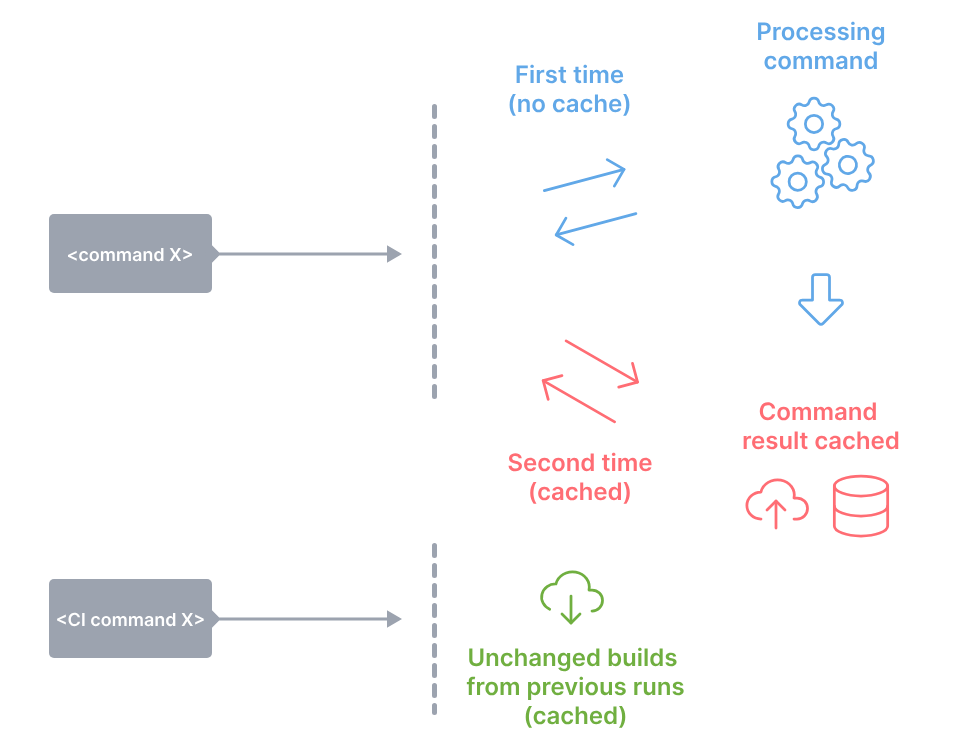 Processing
command
First time
(no cache)
<command X>
Command
result cached
Second time
(cached)
<CI command X>
Unchanged builds
from previous runs
(cached)